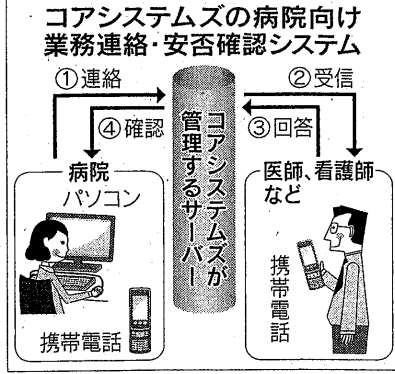 コアシステムズの病院向け
業務連絡・安否確認システム
①連絡
②受信
④確認
③回答
コアシステムズが
管理するサーバー
病院
パソコン
携帯電話
医師、看護師
など
携帯電話